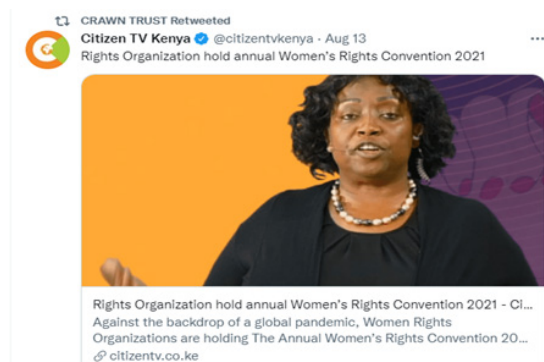 CRAWN TRUST Retweeted
Citizen TV Kenya @citizentvkenya · Aug 13
Rights Organization hold annual Women's Rights Convention 2021
Rights Organization hold annual Women's Rights Convention 2021 - Ci...
Against the backdrop of a global pandemic, Women Rights
Organizations are holding The Annual Women's Rights Convention 20...
citizentv.co.ke